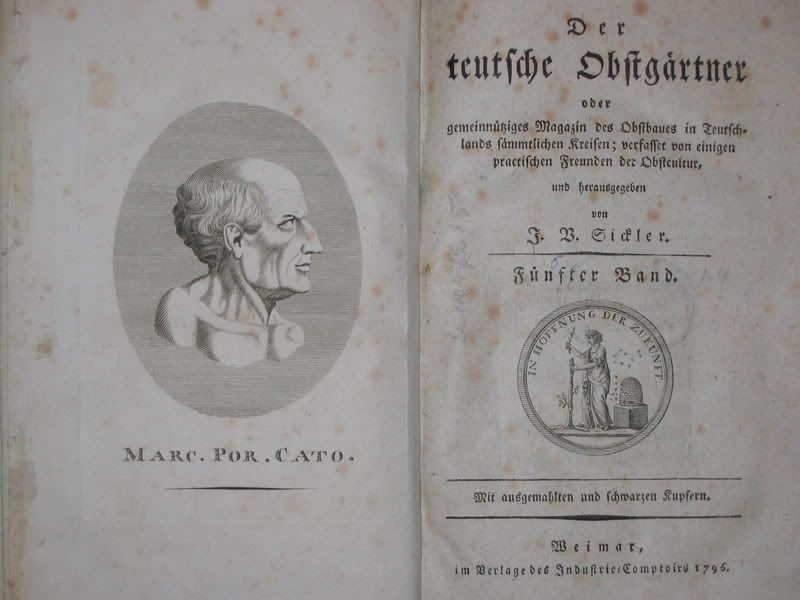 MARC. POR. CATO.
Der
teutſche Obſtgärtner
oder
gemeinnütziges Magazin des Obſtbaues in Teutſch-
lands ſämmtlichen Kreiſen; verfaſſet von einigen
practiſchen Freunden der Obſtcultur,
und herausgegeben
von
J. V. Sickler.
Fünfter Band.
IN HOFFNUNG DER ZUKUNFT.
Mit ausgemahlten und ſchwarzen Kupfern.
Weimar,
im Verlage des Induſtrie-Comptoirs 1796.